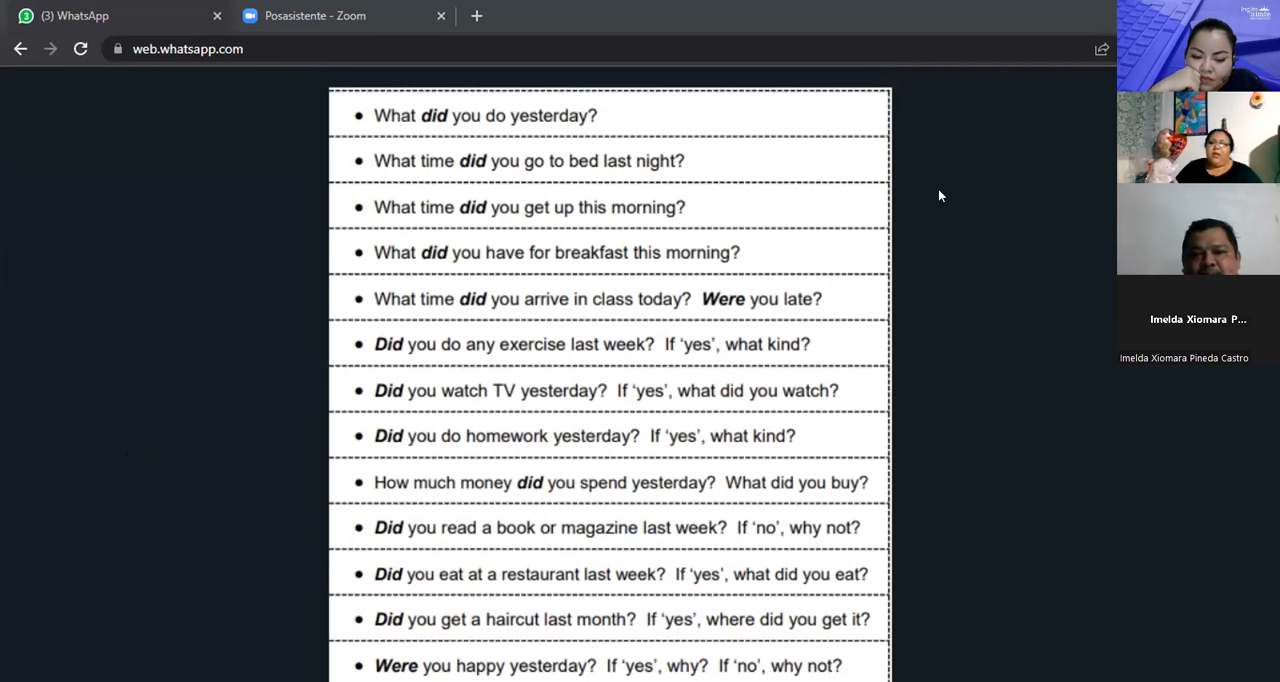 (3) WhatsApp
Posasistente - Zoom
web.whatsapp.com
• What did you do yesterday?
• What time did you go to bed last night?
• What time did you get up this morning?
• What did you have for breakfast this morning?
• What time did you arrive in class today? Were you late?
• Did you do any exercise last week? If ‘yes’, what kind?
• Did you watch TV yesterday? If ‘yes’, what did you watch?
• Did you do homework yesterday? If ‘yes’, what kind?
• How much money did you spend yesterday? What did you buy?
• Did you read a book or magazine last week? If ‘no’, why not?
• Did you eat at a restaurant last week? If ‘yes’, what did you eat?
• Did you get a haircut last month? If ‘yes’, where did you get it?
• Were you happy yesterday? If ‘yes’, why? If ‘no’, why not?
Imelda Xiomara P...
Imelda Xiomara Pineda Castro